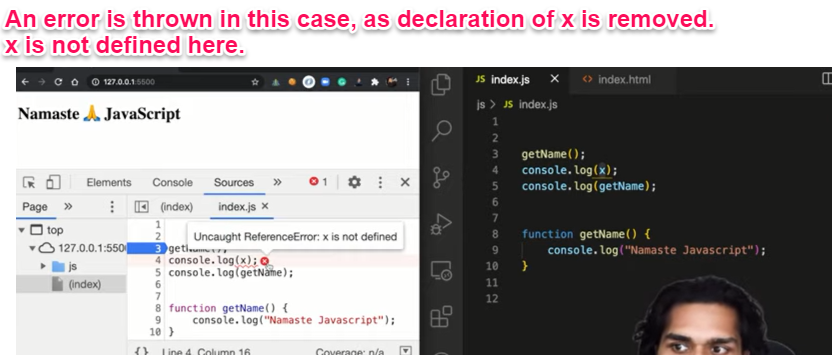 An error is thrown in this case, as declaration of x is removed.
x is not defined here.
127.0.0.1:5500
Namaste 🙏 JavaScript
Elements Console Sources » 1
Page » (index) index.js ×
top
127.0.0.1:550
js
(index)
Uncaught ReferenceError: x is not defined
1
2
3 getName();
4 console.log(x);
5 console.log(getName);
6
7
8 function getName() {
9 console.log("Namaste Javascript");
10 }
{} Line 4, Column 16 Coverage: n/a
JS index.js × <> index.html
js > JS index.js
1
2
3 getName();
4 console.log(x);
5 console.log(getName);
6
7
8 function getName() {
9 console.log("Namaste Javascript");
10 }
11
12